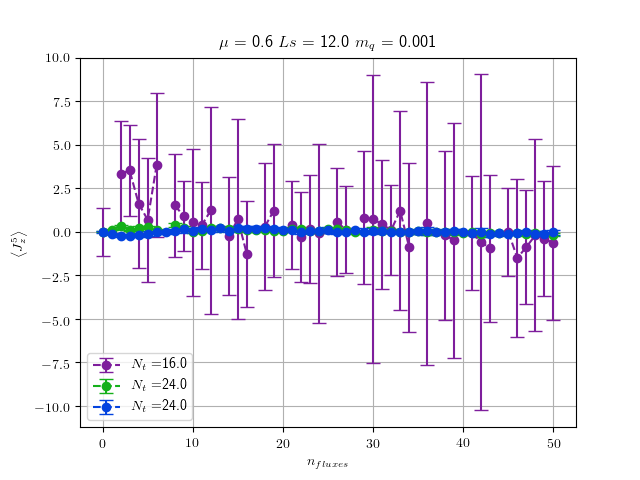 μ = 0.6 Ls = 12.0 m_q = 0.001
10.0
7.5
5.0
2.5
0.0
−2.5
−5.0
−7.5
−10.0
⟨J_z^5⟩
N_t =16.0
N_t =24.0
N_t =24.0
0 10 20 30 40 50
n_{fluxes}